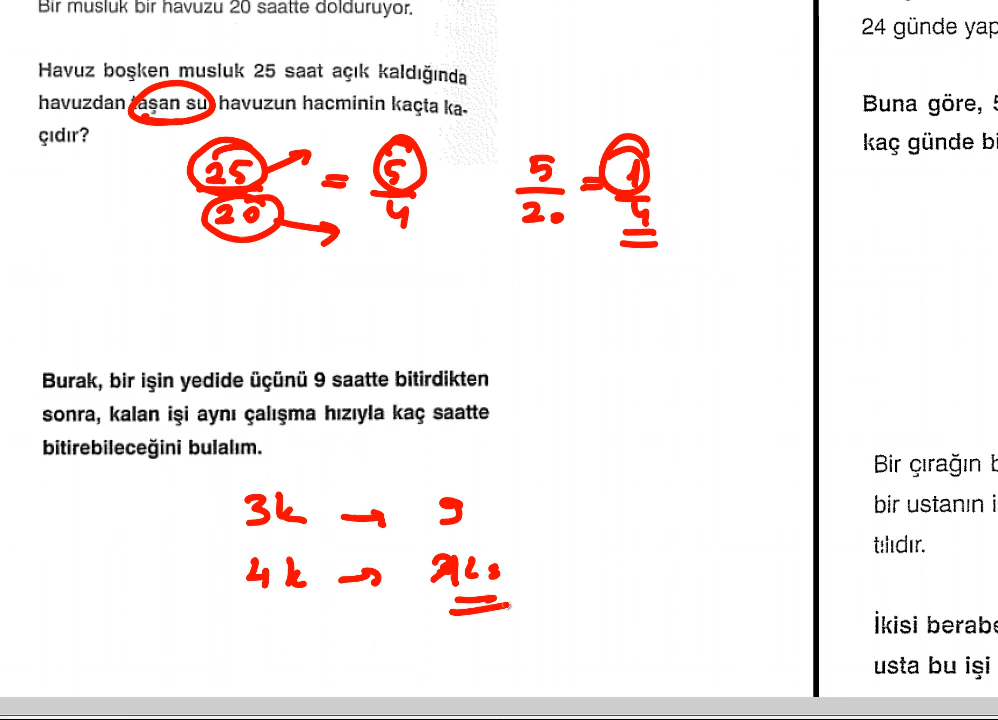 Bir musluk bir havuzu 20 saatte dolduruyor.
Havuz boşken musluk 25 saat açık kaldığında
havuzdan taşan su havuzun hacminin kaçta ka-
çıdır?
25/20 = 5/4
5/20 = 1/4
Burak, bir işin yedide üçünü 9 saatte bitirdikten
sonra, kalan işi aynı çalışma hızıyla kaç saatte
bitirebileceğini bulalım.
3k → 9
4k →
24 günde yap
Buna göre, 5
kaç günde bi
Bir çırağın b
bir ustanın i
tılıdır.
İkisi berabe
usta bu işi